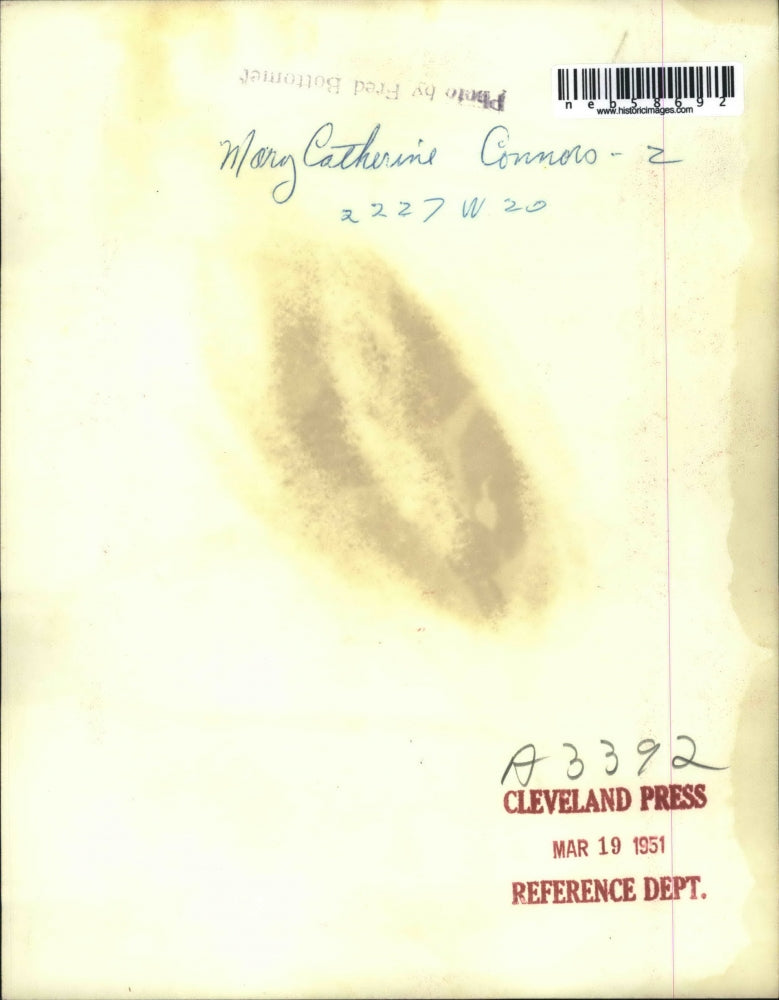 Photo by Fred Bottomer
neb58692
www.historicimages.com
Mary Catherine Connors - 2
2227 W 20
A3392
CLEVELAND PRESS
MAR 19 1951
REFERENCE DEPT.